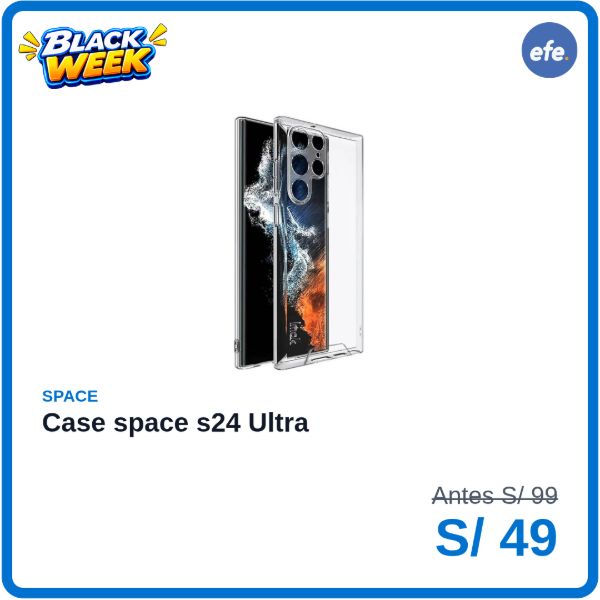 BLACK
WEEK
efe.
SPACE
Case space s24 Ultra
Antes S/ 99
S/ 49